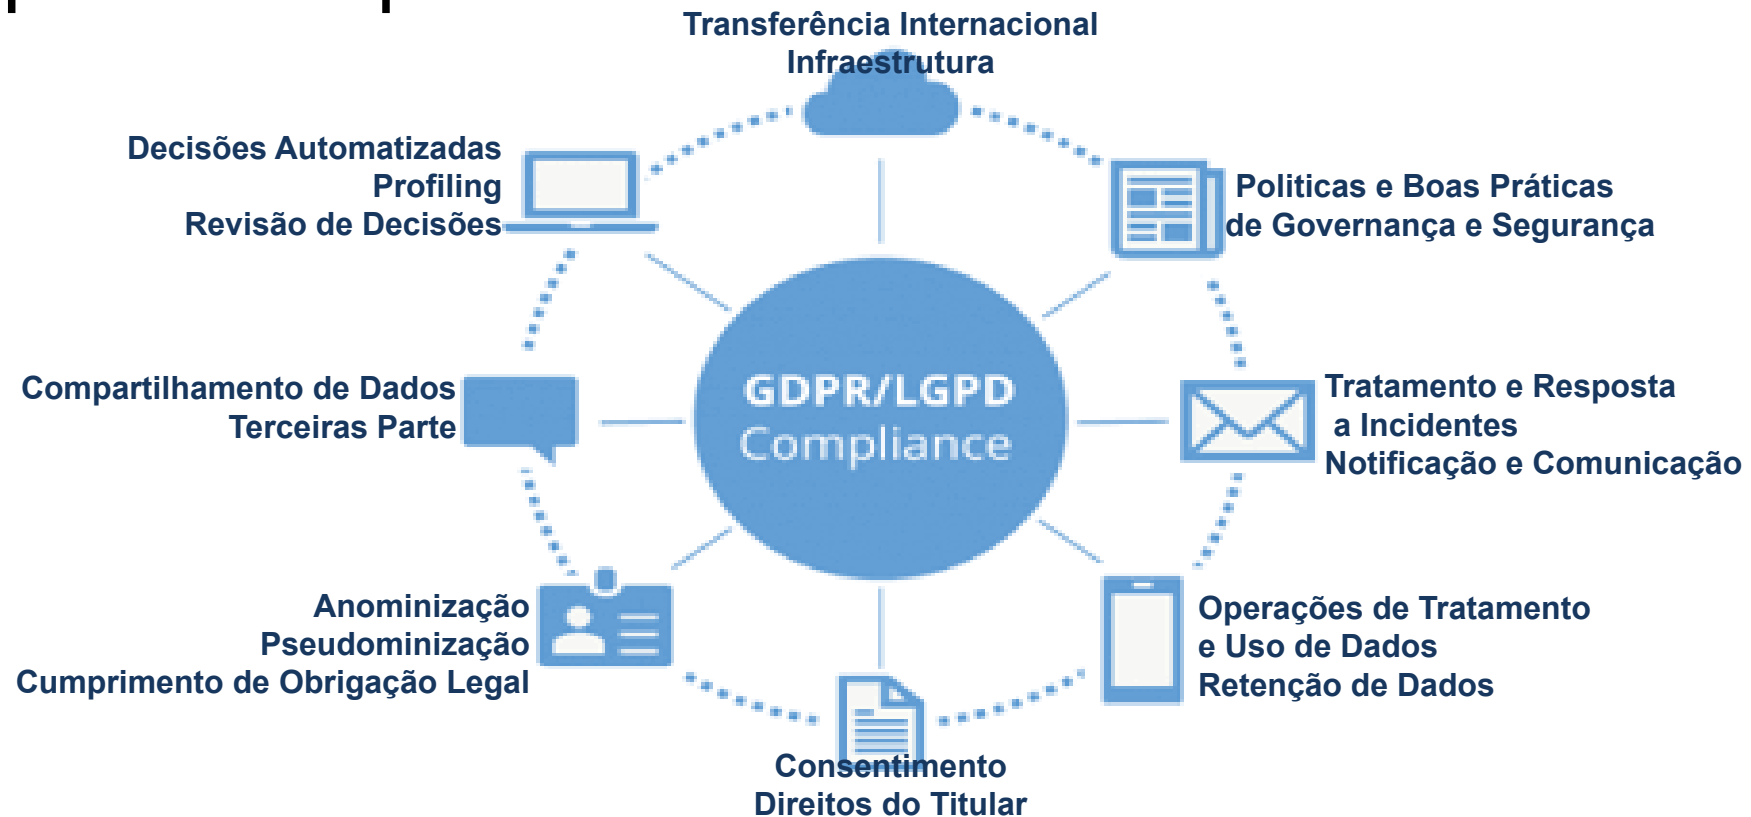 Transferência Internacional
Infraestrutura
Decisões Automatizadas
Profiling
Revisão de Decisões
Politicas e Boas Práticas
de Governança e Segurança
Compartilhamento de Dados
Terceiras Parte
GDPR/LGPD
Compliance
Tratamento e Resposta
a Incidentes
Notificação e Comunicação
Anominização
Pseudominização
Cumprimento de Obrigação Legal
Operações de Tratamento
e Uso de Dados
Retenção de Dados
Consentimento
Direitos do Titular